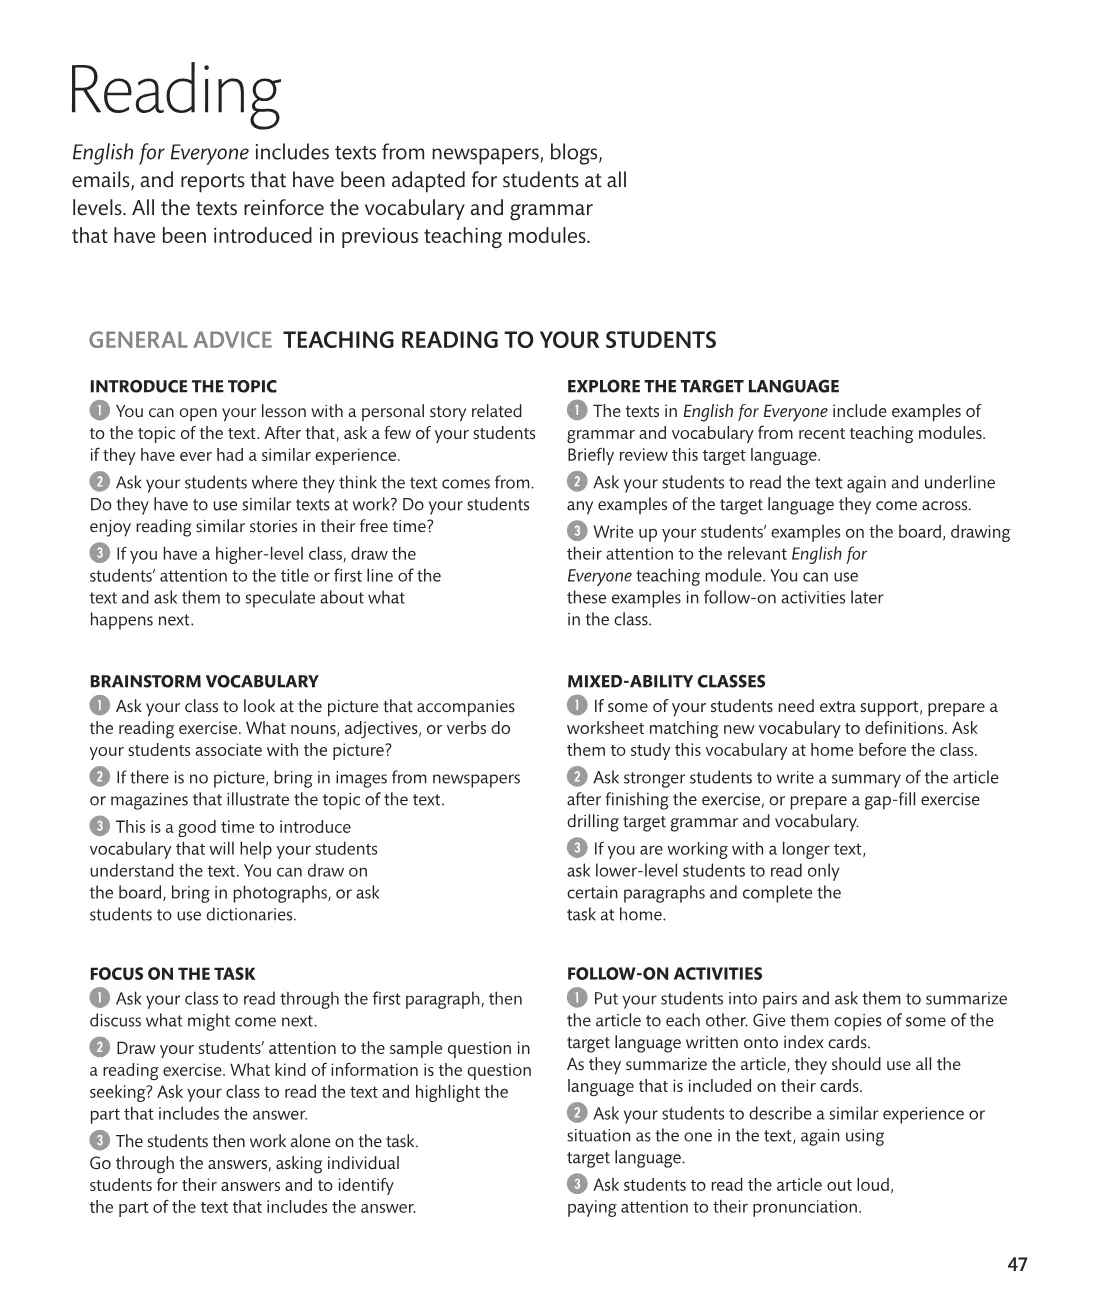 Reading
English for Everyone includes texts from newspapers, blogs,
emails, and reports that have been adapted for students at all
levels. All the texts reinforce the vocabulary and grammar
that have been introduced in previous teaching modules.
GENERAL ADVICE TEACHING READING TO YOUR STUDENTS
INTRODUCE THE TOPIC
1 You can open your lesson with a personal story related
to the topic of the text. After that, ask a few of your students
if they have ever had a similar experience.
2 Ask your students where they think the text comes from.
Do they have to use similar texts at work? Do your students
enjoy reading similar stories in their free time?
3 If you have a higher-level class, draw the
students’ attention to the title or first line of the
text and ask them to speculate about what
happens next.
BRAINSTORM VOCABULARY
1 Ask your class to look at the picture that accompanies
the reading exercise. What nouns, adjectives, or verbs do
your students associate with the picture?
2 If there is no picture, bring in images from newspapers
or magazines that illustrate the topic of the text.
3 This is a good time to introduce
vocabulary that will help your students
understand the text. You can draw on
the board, bring in photographs, or ask
students to use dictionaries.
FOCUS ON THE TASK
1 Ask your class to read through the first paragraph, then
discuss what might come next.
2 Draw your students’ attention to the sample question in
a reading exercise. What kind of information is the question
seeking? Ask your class to read the text and highlight the
part that includes the answer.
3 The students then work alone on the task.
Go through the answers, asking individual
students for their answers and to identify
the part of the text that includes the answer.
EXPLORE THE TARGET LANGUAGE
1 The texts in English for Everyone include examples of
grammar and vocabulary from recent teaching modules.
Briefly review this target language.
2 Ask your students to read the text again and underline
any examples of the target language they come across.
3 Write up your students’ examples on the board, drawing
their attention to the relevant English for
Everyone teaching module. You can use
these examples in follow-on activities later
in the class.
MIXED-ABILITY CLASSES
1 If some of your students need extra support, prepare a
worksheet matching new vocabulary to definitions. Ask
them to study this vocabulary at home before the class.
2 Ask stronger students to write a summary of the article
after finishing the exercise, or prepare a gap-fill exercise
drilling target grammar and vocabulary.
3 If you are working with a longer text,
ask lower-level students to read only
certain paragraphs and complete the
task at home.
FOLLOW-ON ACTIVITIES
1 Put your students into pairs and ask them to summarize
the article to each other. Give them copies of some of the
target language written onto index cards.
As they summarize the article, they should use all the
language that is included on their cards.
2 Ask your students to describe a similar experience or
situation as the one in the text, again using
target language.
3 Ask students to read the article out loud,
paying attention to their pronunciation.
47